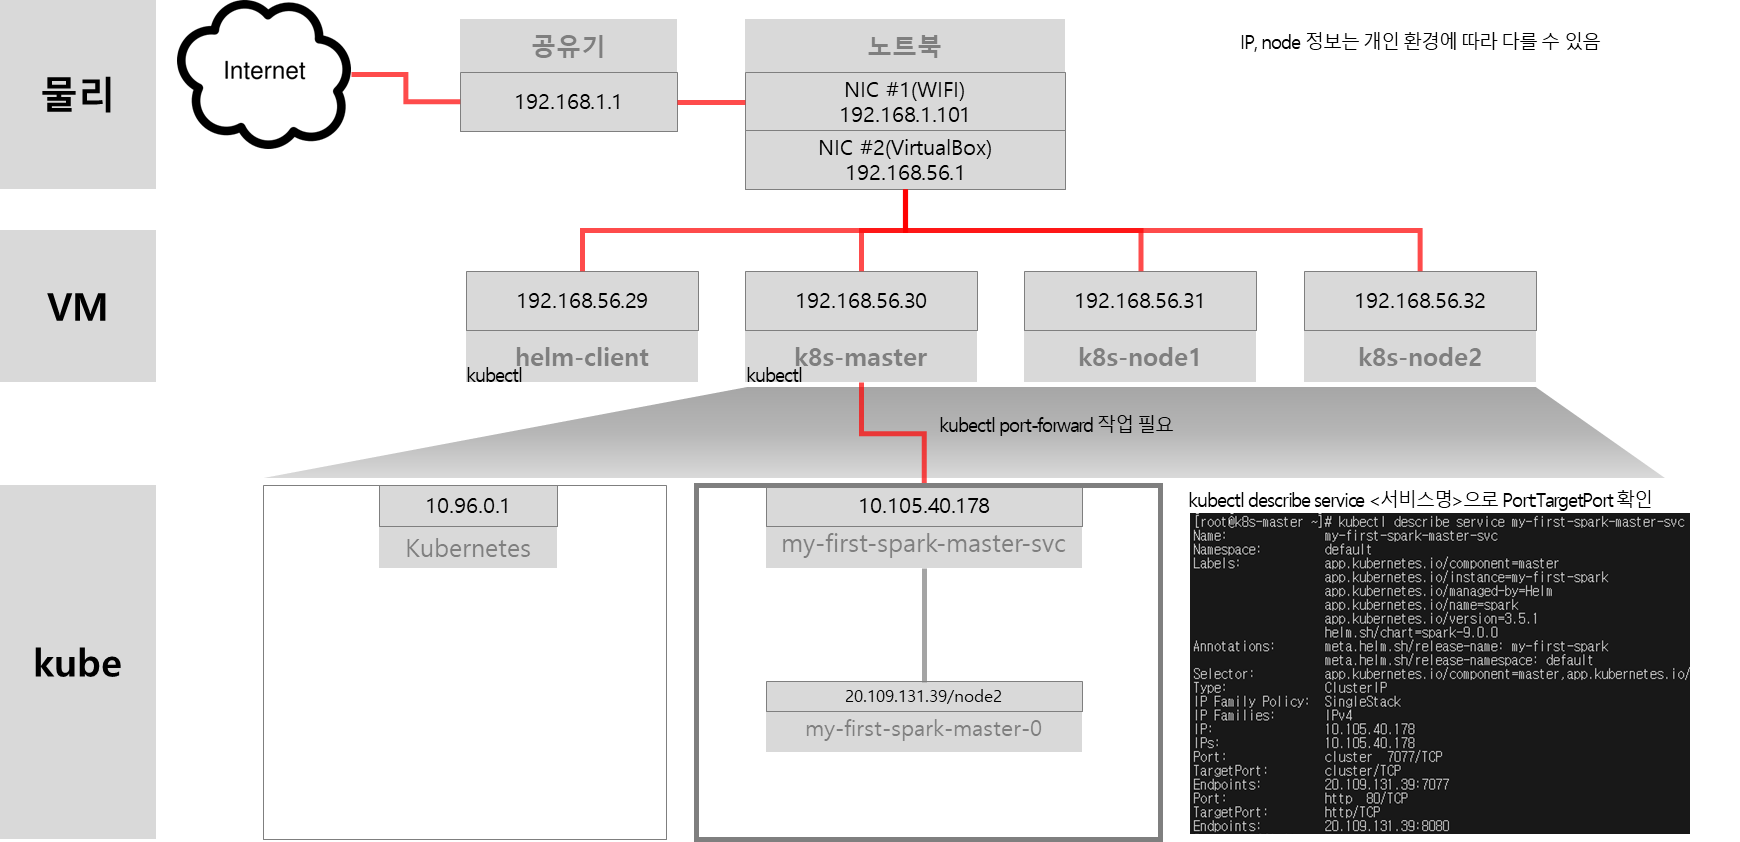 물리
Internet
공유기
192.168.1.1
노트북
NIC #1(WIFI)
192.168.1.101
NIC #2(VirtualBox)
192.168.56.1
IP, node 정보는 개인 환경에 따라 다를 수 있음
VM
192.168.56.29
helm-client
kubectl
192.168.56.30
k8s-master
kubectl
192.168.56.31
k8s-node1
192.168.56.32
k8s-node2
kubectl port-forward 작업 필요
kube
10.96.0.1
Kubernetes
10.105.40.178
my-first-spark-master-svc
20.109.131.39/node2
my-first-spark-master-0
kubectl describe service <서비스명>으로 Port:TargetPort 확인
[root@k8s-master ~]# kubectl describe service my-first-spark-master-svc
Name: my-first-spark-master-svc
Namespace: default
Labels: app.kubernetes.io/component=master
app.kubernetes.io/instance=my-first-spark
app.kubernetes.io/managed-by=Helm
app.kubernetes.io/name=spark
app.kubernetes.io/version=3.5.1
helm.sh/chart=spark-9.0.0
Annotations: meta.helm.sh/release-name: my-first-spark
meta.helm.sh/release-namespace: default
Selector: app.kubernetes.io/component=master,app.kubernetes.io/
Type: ClusterIP
IP Family Policy: SingleStack
IP Families: IPv4
IP: 10.105.40.178
IPs: 10.105.40.178
Port: cluster 7077/TCP
TargetPort: cluster/TCP
Endpoints: 20.109.131.39:7077
Port: http 80/TCP
TargetPort: http/TCP
Endpoints: 20.109.131.39:8080